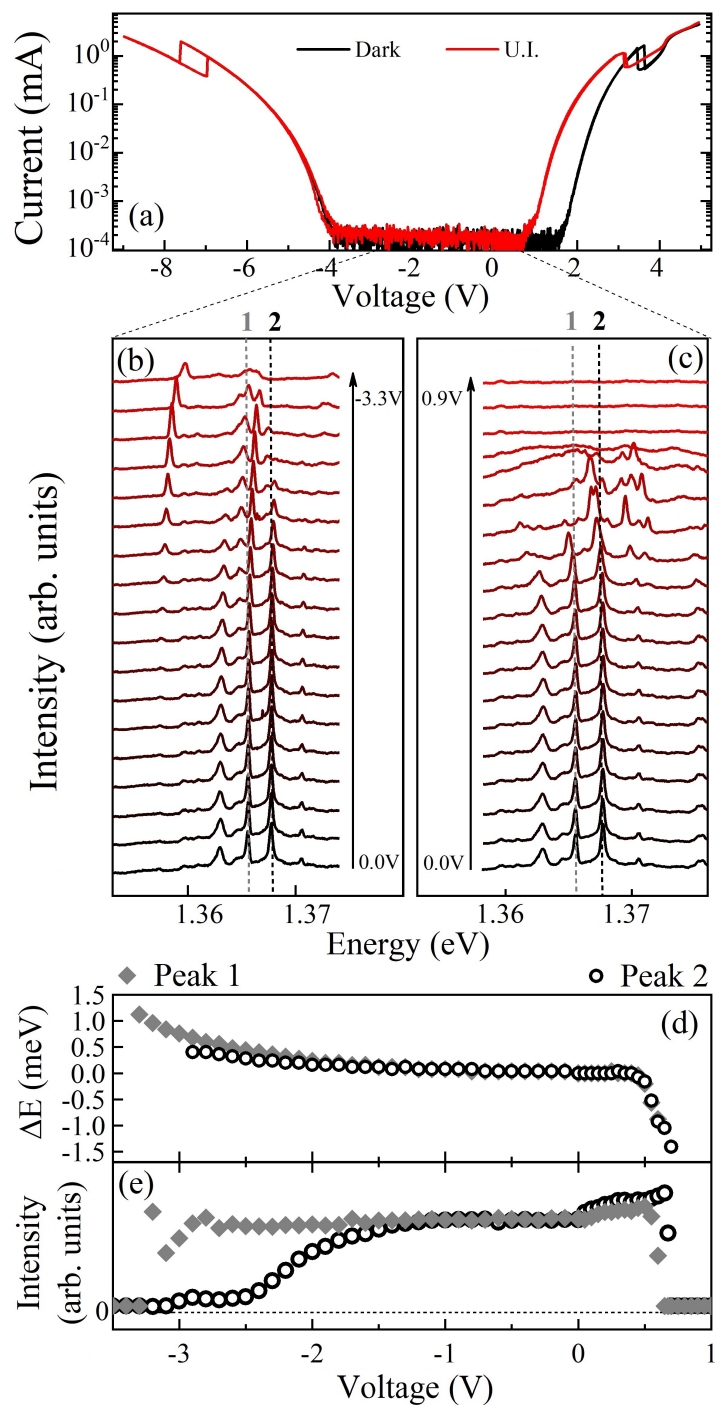 Current (mA)
10⁰
10⁻¹
10⁻²
10⁻³
10⁻⁴
Dark
U.I.
(a)
-8 -6 -4 -2 0 2 4
Voltage (V)
1 2
1 2
(b)
(c)
-3.3V
0.9V
0.0V
0.0V
Intensity (arb. units)
1.36 1.37
1.36 1.37
Energy (eV)
Peak 1
Peak 2
ΔE (meV)
1.5
1.0
0.5
0.0
-0.5
-1.0
-1.5
(d)
(e)
Intensity
(arb. units)
0
-3 -2 -1 0 1
Voltage (V)